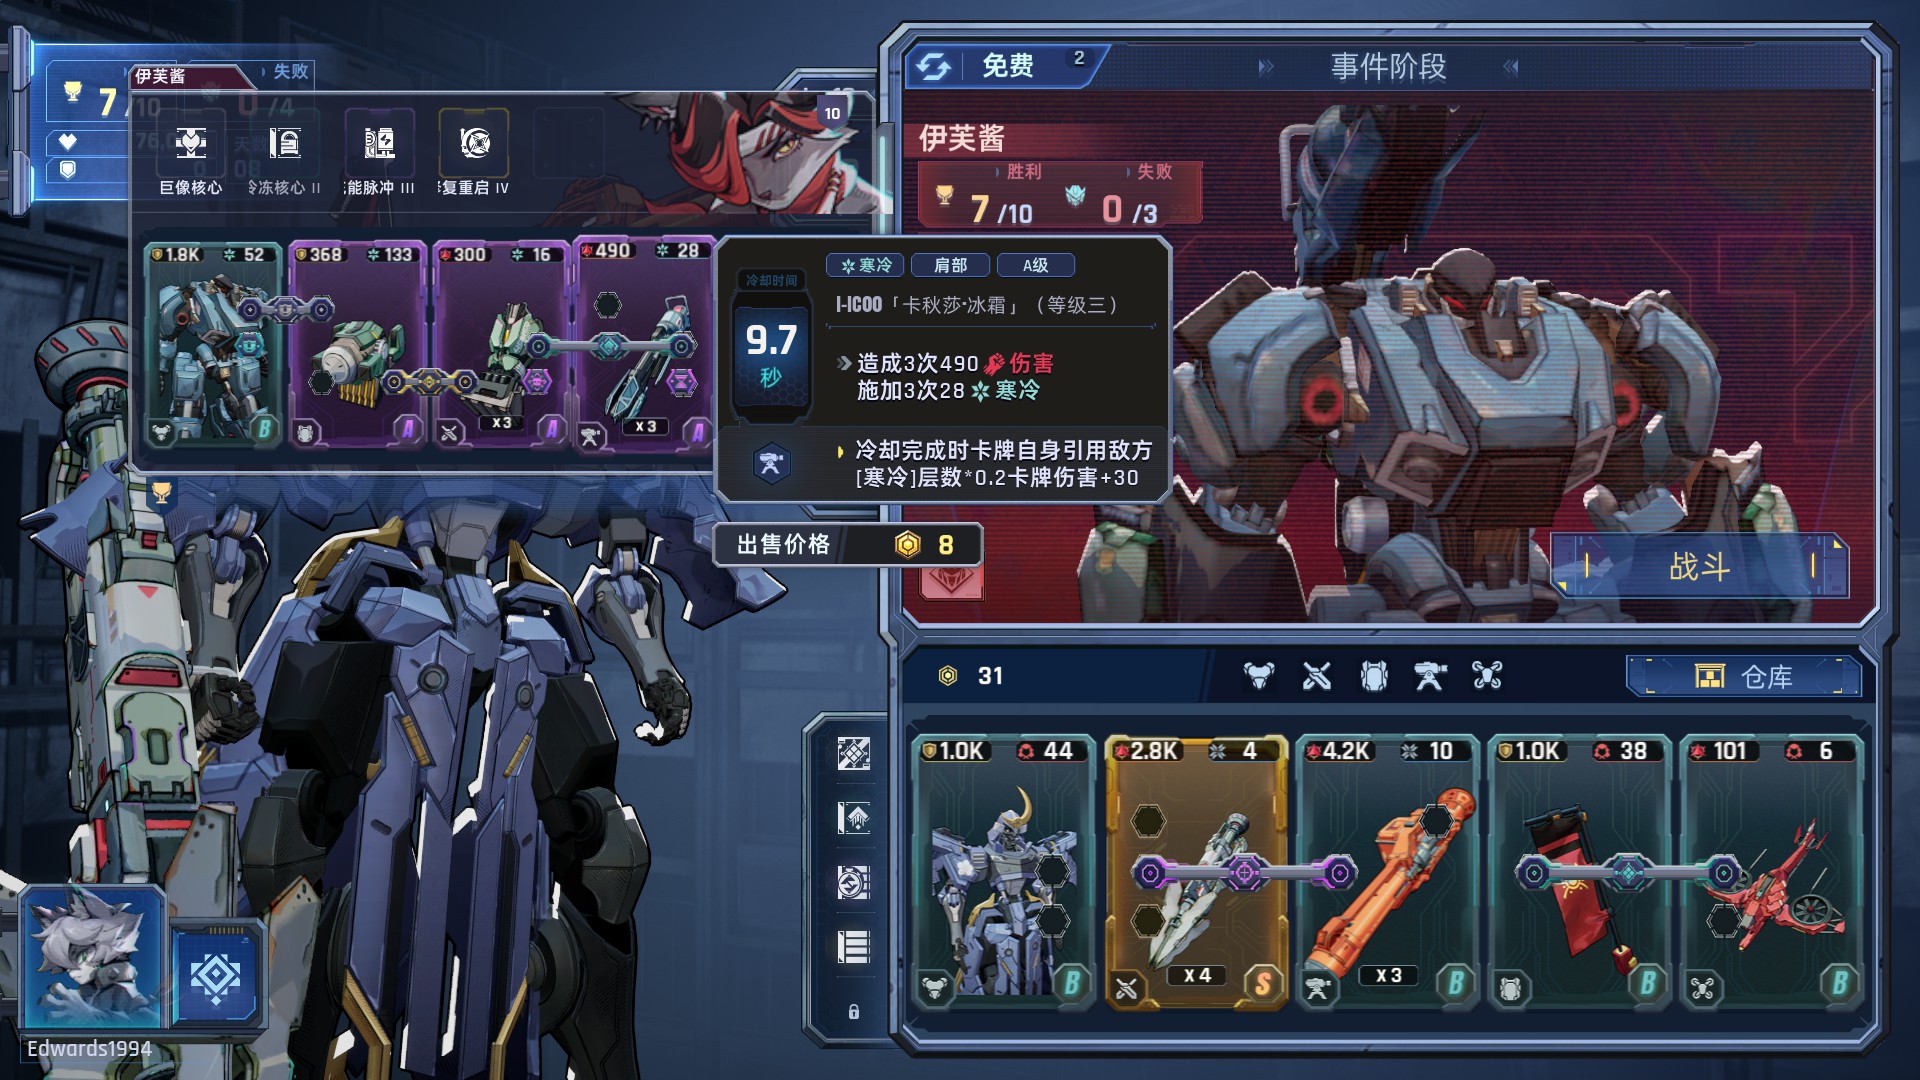 失败
7/10
0/4
伊芙酱
10
巨像核心
冷冻核心 II
能脉冲 III
复重启 IV
1.8K
52
368
133
300
16
490
28
B
A
x3
A
x3
A
冷却时间
9.7
秒
寒冷
肩部
A级
I-IC00「卡秋莎·冰霜」（等级三）
造成3次490伤害
施加3次28寒冷
冷却完成时卡牌自身引用敌方
[寒冷]层数*0.2卡牌伤害+30
出售价格
8
免费
2
事件阶段
伊芙酱
胜利
失败
7/10
0/3
战斗
31
仓库
1.0K
44
2.8K
4
4.2K
10
1.0K
38
101
6
B
x4
S
x3
B
B
B
Edwards1994